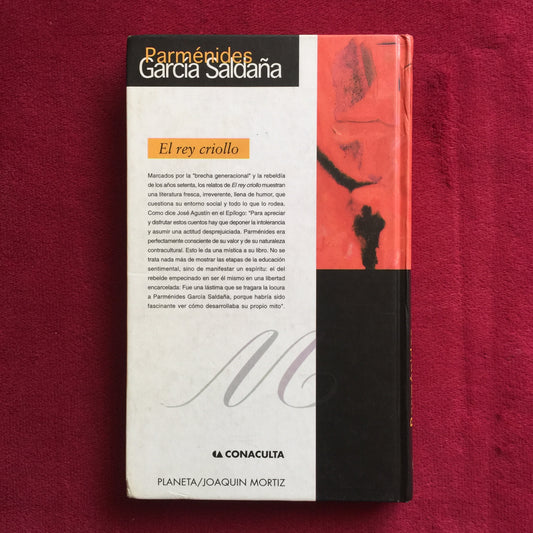 Parménides
García Saldaña
El rey criollo
Marcados por la "brecha generacional" y la rebeldía
de los años setenta, los relatos de El rey criollo muestran
una literatura fresca, irreverente, llena de humor, que
cuestiona su entorno social y todo lo que lo rodea.
Como dice José Agustín en el Epílogo: "Para apreciar
y disfrutar estos cuentos hay que deponer la intolerancia
y asumir una actitud desprejuiciada. Parménides era
perfectamente consciente de su valor y de su naturaleza
contracultural. Esto le da una mística a su libro. No se
trata nada más de mostrar las etapas de la educación
sentimental, sino de manifestar un espíritu: el del
rebelde empecinado en ser él mismo en una libertad
encarcelada: Fue una lástima que se tragara la locura
a Parménides García Saldaña, porque habría sido
fascinante ver cómo desarrollaba su propio mito".
M
CONACULTA
PLANETA/JOAQUIN MORTIZ